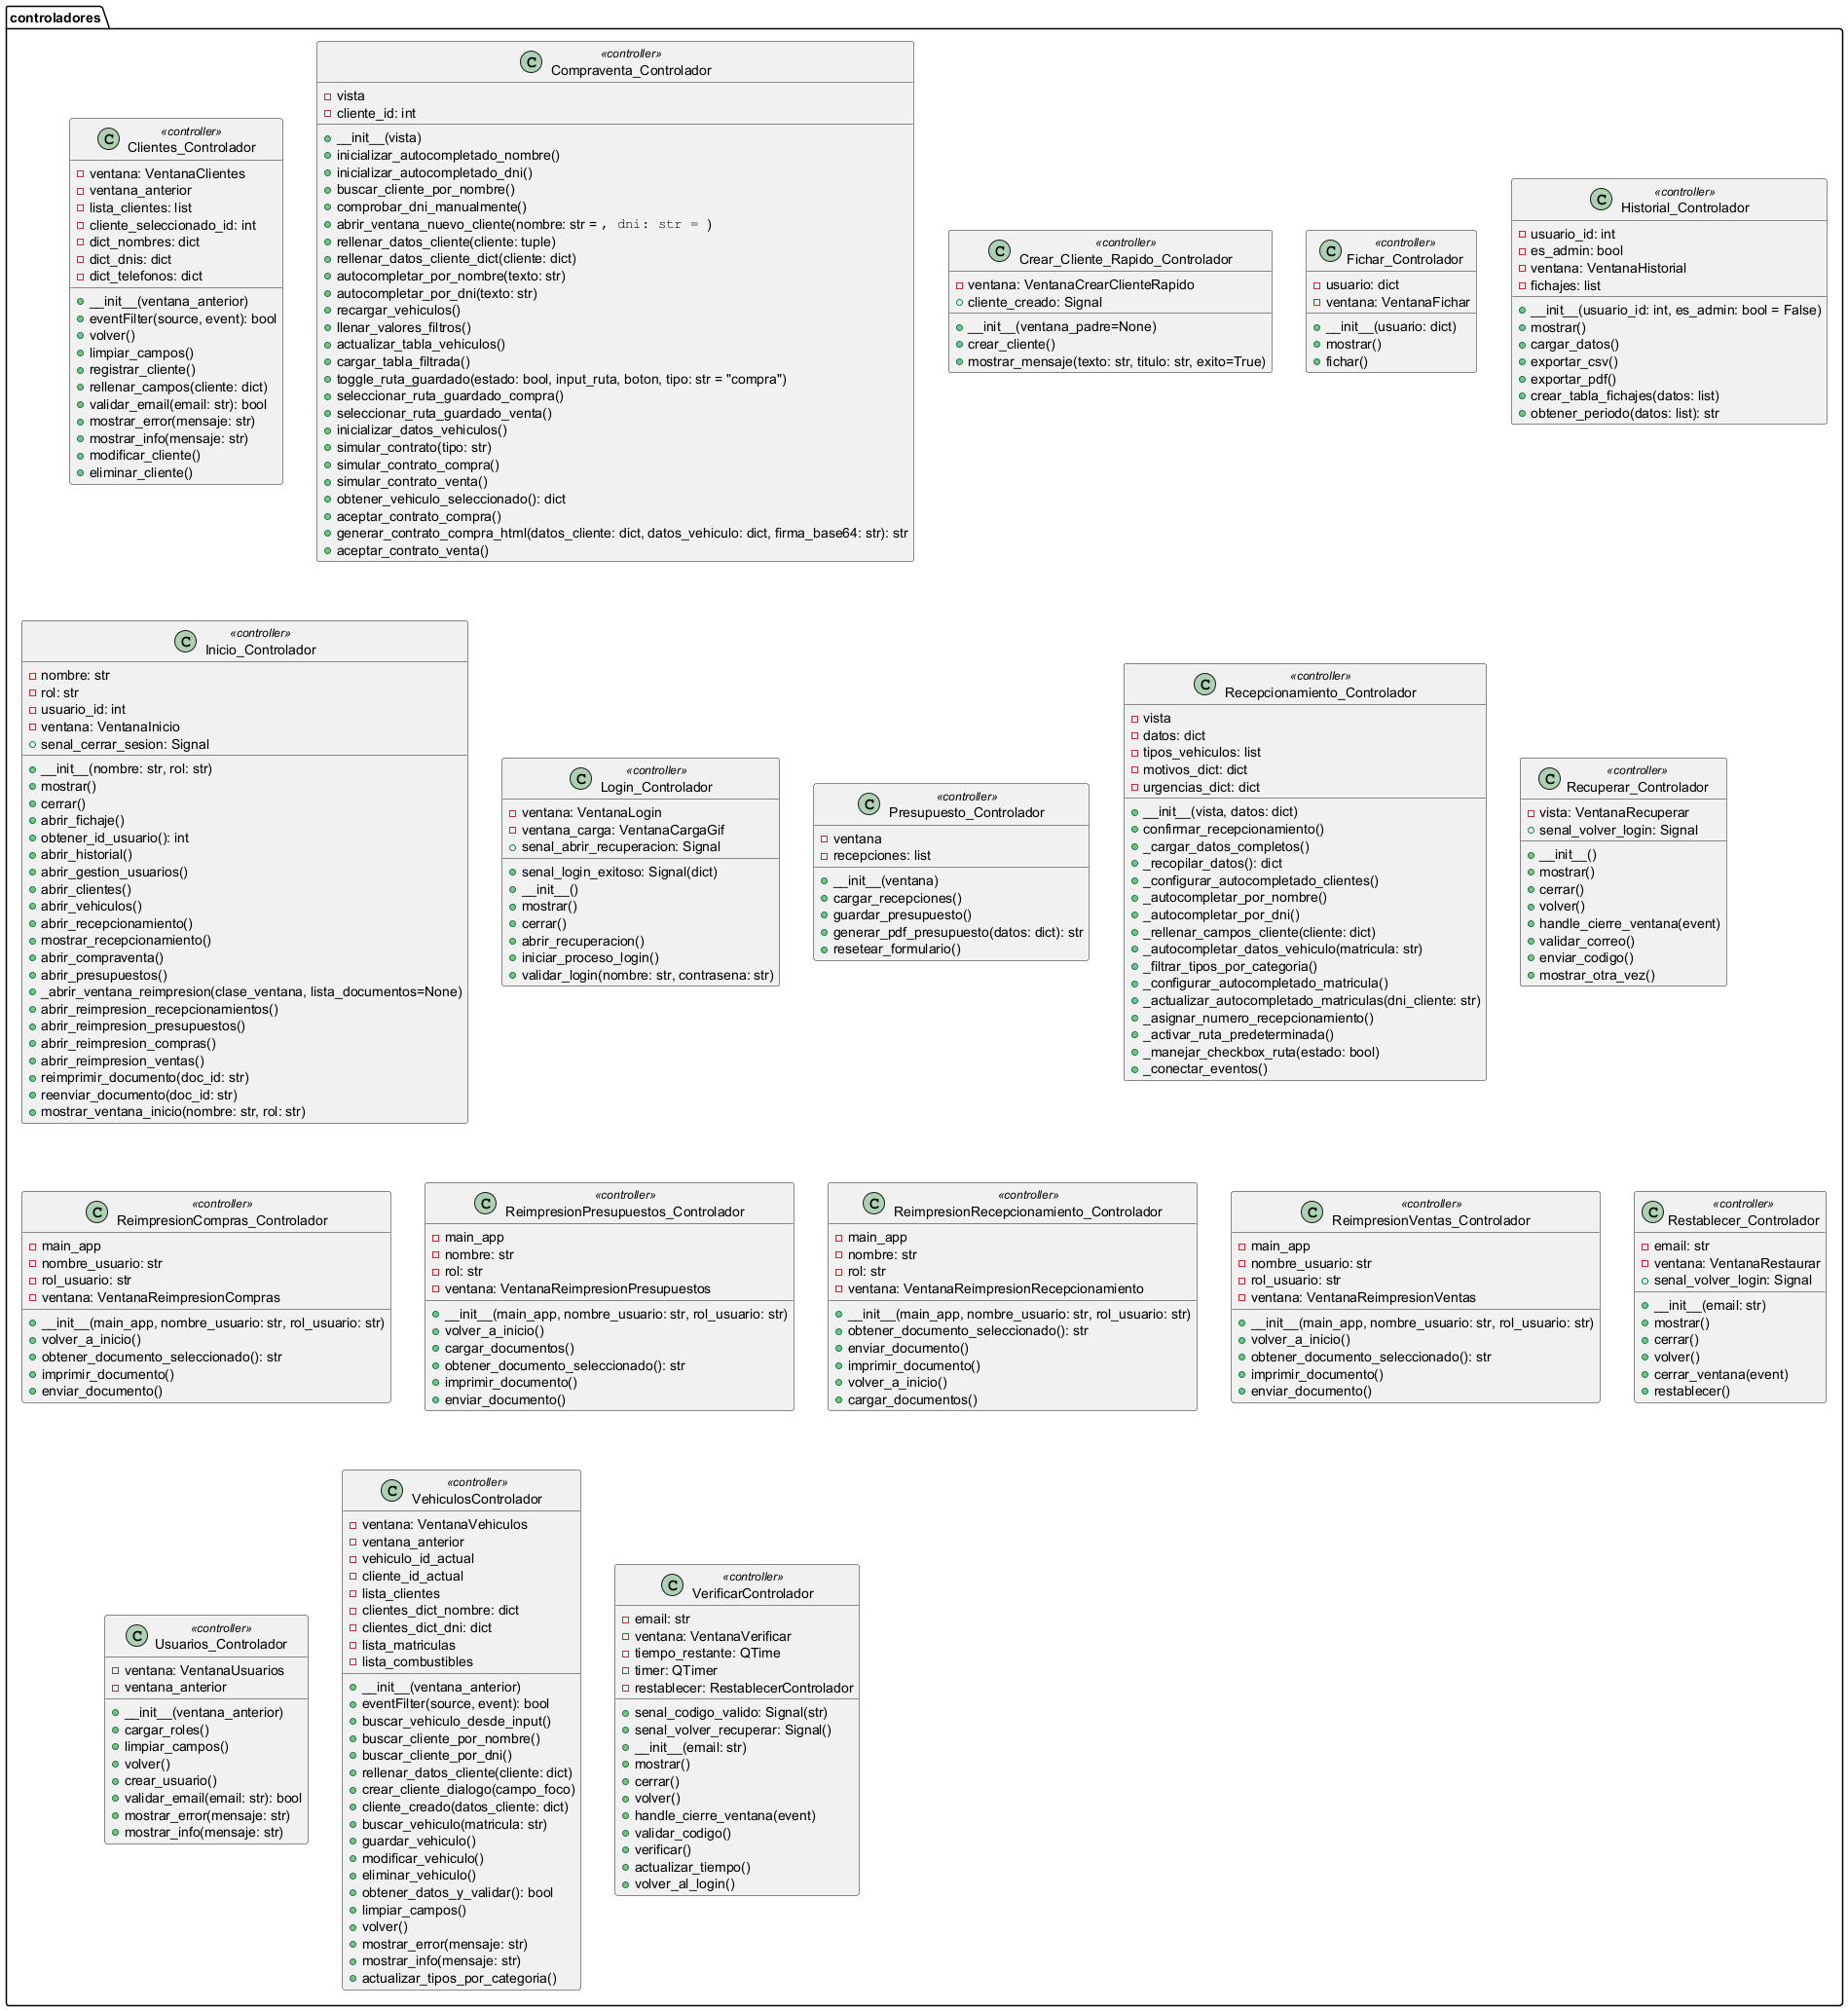 controladores
«controller»
Clientes_Controlador
ventana: VentanaClientes
ventana_anterior
lista_clientes: list
cliente_seleccionado_id: int
dict_nombres: dict
dict_dnis: dict
dict_telefonos: dict
__init__(ventana_anterior)
eventFilter(source, event): bool
volver()
limpiar_campos()
registrar_cliente()
rellenar_campos(cliente: dict)
validar_email(email: str): bool
mostrar_error(mensaje: str)
mostrar_info(mensaje: str)
modificar_cliente()
eliminar_cliente()
«controller»
Compraventa_Controlador
vista
cliente_id: int
__init__(vista)
inicializar_autocompletado_nombre()
inicializar_autocompletado_dni()
buscar_cliente_por_nombre()
comprobar_dni_manualmente()
abrir_ventana_nuevo_cliente(nombre: str = , dni: str = )
rellenar_datos_cliente(cliente: tuple)
rellenar_datos_cliente_dict(cliente: dict)
autocompletar_por_nombre(texto: str)
autocompletar_por_dni(texto: str)
recargar_vehiculos()
llenar_valores_filtros()
actualizar_tabla_vehiculos()
cargar_tabla_filtrada()
toggle_ruta_guardado(estado: bool, input_ruta, boton, tipo: str = "compra")
seleccionar_ruta_guardado_compra()
seleccionar_ruta_guardado_venta()
inicializar_datos_vehiculos()
simular_contrato(tipo: str)
simular_contrato_compra()
simular_contrato_venta()
obtener_vehiculo_seleccionado(): dict
aceptar_contrato_compra()
generar_contrato_compra_html(datos_cliente: dict, datos_vehiculo: dict, firma_base64: str): str
aceptar_contrato_venta()
«controller»
Crear_Cliente_Rapido_Controlador
ventana: VentanaCrearClienteRapido
cliente_creado: Signal
__init__(ventana_padre=None)
crear_cliente()
mostrar_mensaje(texto: str, titulo: str, exito=True)
«controller»
Fichar_Controlador
usuario: dict
ventana: VentanaFichar
__init__(usuario: dict)
mostrar()
fichar()
«controller»
Historial_Controlador
usuario_id: int
es_admin: bool
ventana: VentanaHistorial
fichajes: list
__init__(usuario_id: int, es_admin: bool = False)
mostrar()
cargar_datos()
exportar_csv()
exportar_pdf()
crear_tabla_fichajes(datos: list)
obtener_periodo(datos: list): str
«controller»
Inicio_Controlador
nombre: str
rol: str
usuario_id: int
ventana: VentanaInicio
senal_cerrar_sesion: Signal
__init__(nombre: str, rol: str)
mostrar()
cerrar()
abrir_fichaje()
obtener_id_usuario(): int
abrir_historial()
abrir_gestion_usuarios()
abrir_clientes()
abrir_vehiculos()
abrir_recepcionamiento()
mostrar_recepcionamiento()
abrir_compraventa()
abrir_presupuestos()
_abrir_ventana_reimpresion(clase_ventana, lista_documentos=None)
abrir_reimpresion_recepcionamientos()
abrir_reimpresion_presupuestos()
abrir_reimpresion_compras()
abrir_reimpresion_ventas()
reimprimir_documento(doc_id: str)
reenviar_documento(doc_id: str)
mostrar_ventana_inicio(nombre: str, rol: str)
«controller»
Login_Controlador
ventana: VentanaLogin
ventana_carga: VentanaCargaGif
senal_abrir_recuperacion: Signal
senal_login_exitoso: Signal(dict)
__init__()
mostrar()
cerrar()
abrir_recuperacion()
iniciar_proceso_login()
validar_login(nombre: str, contrasena: str)
«controller»
Presupuesto_Controlador
ventana
recepciones: list
__init__(ventana)
cargar_recepciones()
guardar_presupuesto()
generar_pdf_presupuesto(datos: dict): str
resetear_formulario()
«controller»
Recepcionamiento_Controlador
vista
datos: dict
tipos_vehiculos: list
motivos_dict: dict
urgencias_dict: dict
__init__(vista, datos: dict)
confirmar_recepcionamiento()
_cargar_datos_completos()
_recopilar_datos(): dict
_configurar_autocompletado_clientes()
_autocompletar_por_nombre()
_autocompletar_por_dni()
_rellenar_campos_cliente(cliente: dict)
_autocompletar_datos_vehiculo(matricula: str)
_filtrar_tipos_por_categoria()
_configurar_autocompletado_matricula()
_actualizar_autocompletado_matriculas(dni_cliente: str)
_asignar_numero_recepcionamiento()
_activar_ruta_predeterminada()
_manejar_checkbox_ruta(estado: bool)
_conectar_eventos()
«controller»
Recuperar_Controlador
vista: VentanaRecuperar
senal_volver_login: Signal
__init__()
mostrar()
cerrar()
volver()
handle_cierre_ventana(event)
validar_correo()
enviar_codigo()
mostrar_otra_vez()
«controller»
ReimpresionCompras_Controlador
main_app
nombre_usuario: str
rol_usuario: str
ventana: VentanaReimpresionCompras
__init__(main_app, nombre_usuario: str, rol_usuario: str)
volver_a_inicio()
obtener_documento_seleccionado(): str
imprimir_documento()
enviar_documento()
«controller»
ReimpresionPresupuestos_Controlador
main_app
nombre: str
rol: str
ventana: VentanaReimpresionPresupuestos
__init__(main_app, nombre_usuario: str, rol_usuario: str)
volver_a_inicio()
cargar_documentos()
obtener_documento_seleccionado(): str
imprimir_documento()
enviar_documento()
«controller»
ReimpresionRecepcionamiento_Controlador
main_app
nombre: str
rol: str
ventana: VentanaReimpresionRecepcionamiento
__init__(main_app, nombre_usuario: str, rol_usuario: str)
obtener_documento_seleccionado(): str
enviar_documento()
imprimir_documento()
volver_a_inicio()
cargar_documentos()
«controller»
ReimpresionVentas_Controlador
main_app
nombre_usuario: str
rol_usuario: str
ventana: VentanaReimpresionVentas
__init__(main_app, nombre_usuario: str, rol_usuario: str)
volver_a_inicio()
obtener_documento_seleccionado(): str
imprimir_documento()
enviar_documento()
«controller»
Restablecer_Controlador
email: str
ventana: VentanaRestaurar
senal_volver_login: Signal
__init__(email: str)
mostrar()
cerrar()
volver()
cerrar_ventana(event)
restablecer()
«controller»
Usuarios_Controlador
ventana: VentanaUsuarios
ventana_anterior
__init__(ventana_anterior)
cargar_roles()
limpiar_campos()
volver()
crear_usuario()
validar_email(email: str): bool
mostrar_error(mensaje: str)
mostrar_info(mensaje: str)
«controller»
VehiculosControlador
ventana: VentanaVehiculos
ventana_anterior
vehiculo_id_actual
cliente_id_actual
lista_clientes
clientes_dict_nombre: dict
clientes_dict_dni: dict
lista_matriculas
lista_combustibles
__init__(ventana_anterior)
eventFilter(source, event): bool
buscar_vehiculo_desde_input()
buscar_cliente_por_nombre()
buscar_cliente_por_dni()
rellenar_datos_cliente(cliente: dict)
crear_cliente_dialogo(campo_foco)
cliente_creado(datos_cliente: dict)
buscar_vehiculo(matricula: str)
guardar_vehiculo()
modificar_vehiculo()
eliminar_vehiculo()
obtener_datos_y_validar(): bool
limpiar_campos()
volver()
mostrar_error(mensaje: str)
mostrar_info(mensaje: str)
actualizar_tipos_por_categoria()
«controller»
VerificarControlador
email: str
ventana: VentanaVerificar
tiempo_restante: QTime
timer: QTimer
restablecer: RestablecerControlador
senal_codigo_valido: Signal(str)
senal_volver_recuperar: Signal()
__init__(email: str)
mostrar()
cerrar()
volver()
handle_cierre_ventana(event)
validar_codigo()
verificar()
actualizar_tiempo()
volver_al_login()